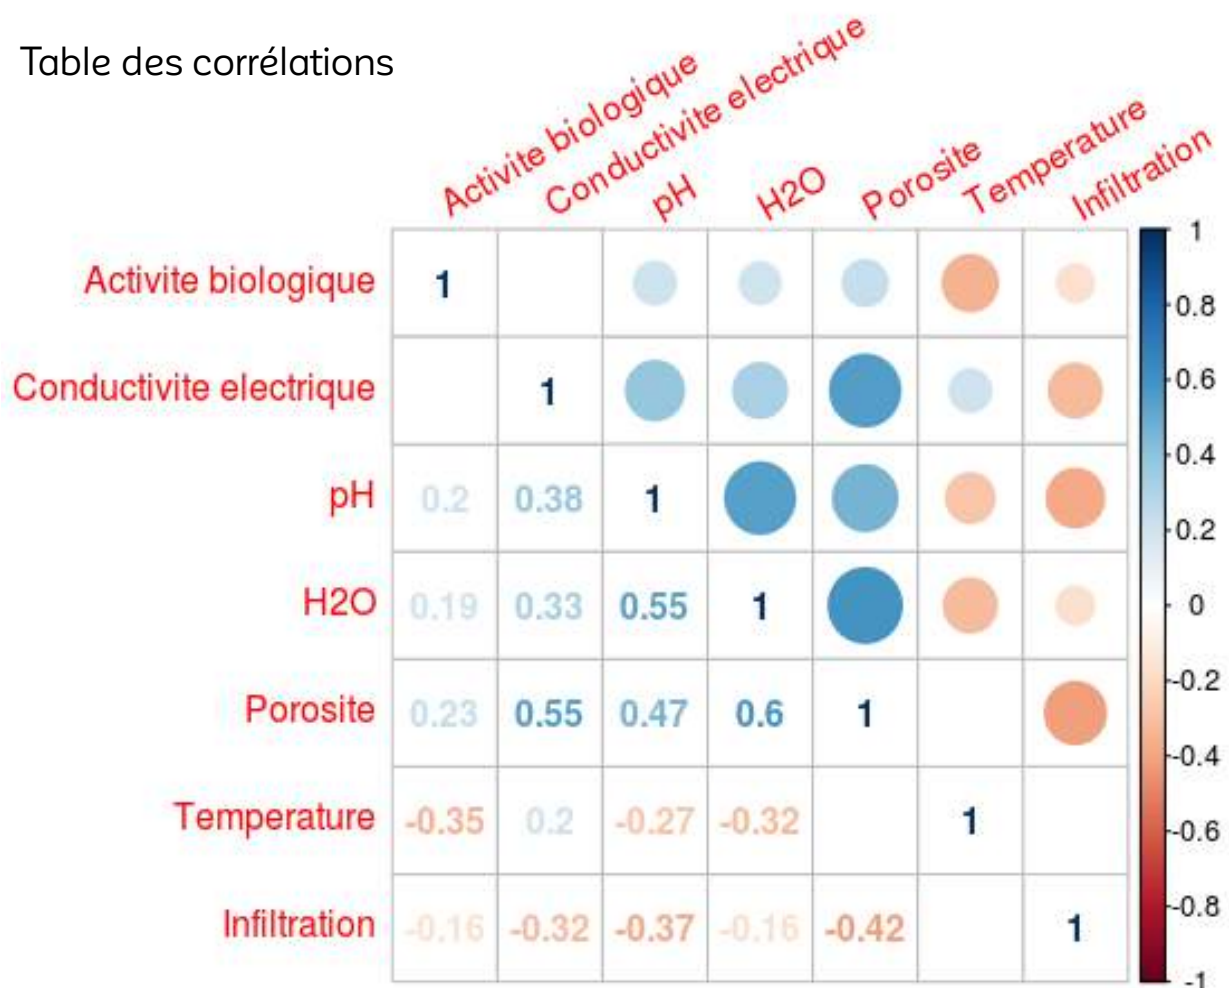 Table des corrélations
Activite biologique
Conductivite electrique
pH
H2O
Porosite
Temperature
Infiltration
Activite biologique 1
Conductivite electrique 1
pH 0.2 0.38 1
H2O 0.19 0.33 0.55 1
Porosite 0.23 0.55 0.47 0.6 1
Temperature -0.35 0.2 -0.27 -0.32 1
Infiltration -0.16 -0.32 -0.37 -0.16 -0.42 1
1
0.8
0.6
0.4
0.2
0
-0.2
-0.4
-0.6
-0.8
-1